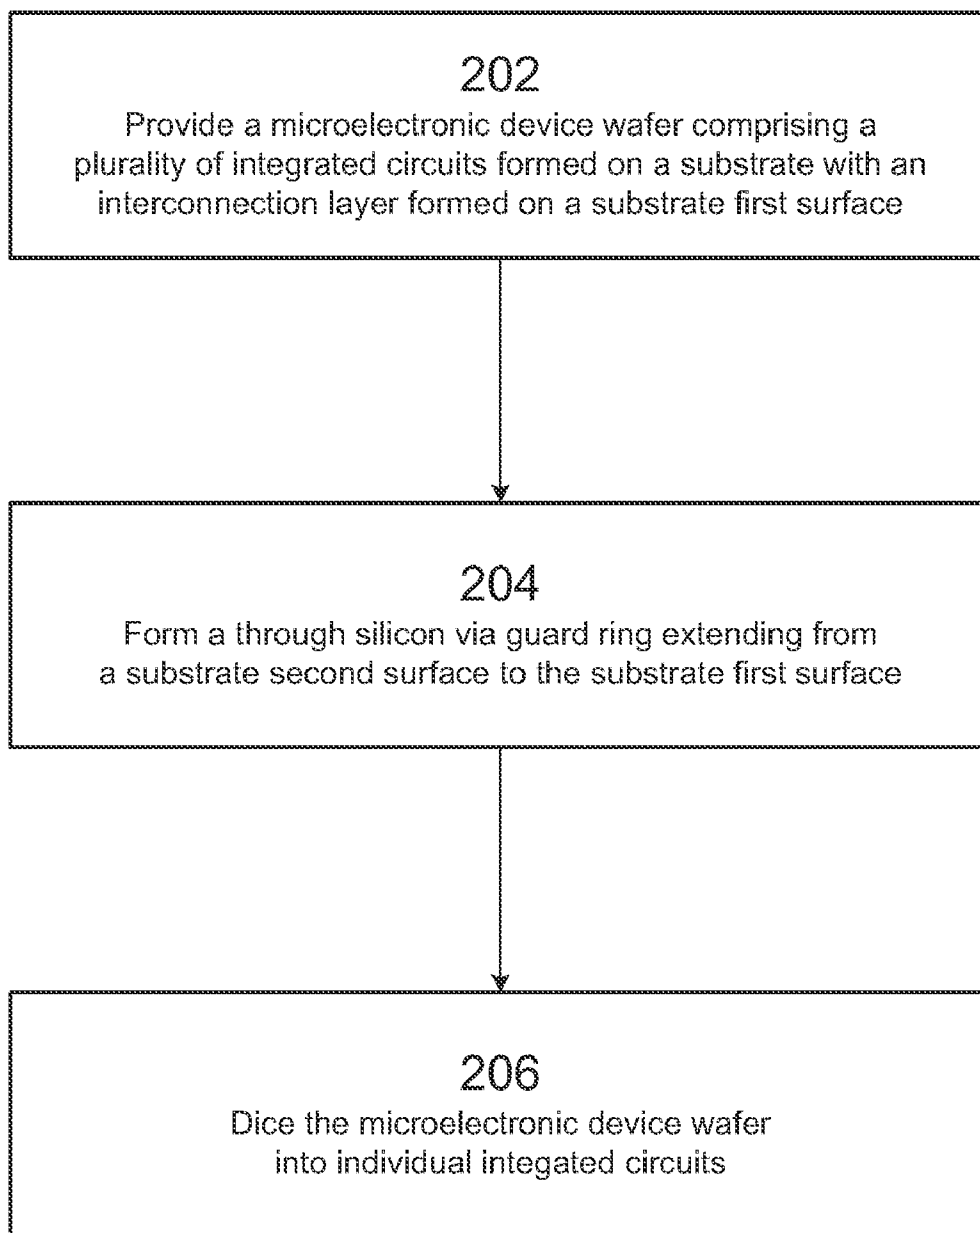 202
Provide a microelectronic device wafer comprising a
plurality of integrated circuits formed on a substrate with an
interconnection layer formed on a substrate first surface
204
Form a through silicon via guard ring extending from
a substrate second surface to the substrate first surface
206
Dice the microelectronic device wafer
into individual integated circuits